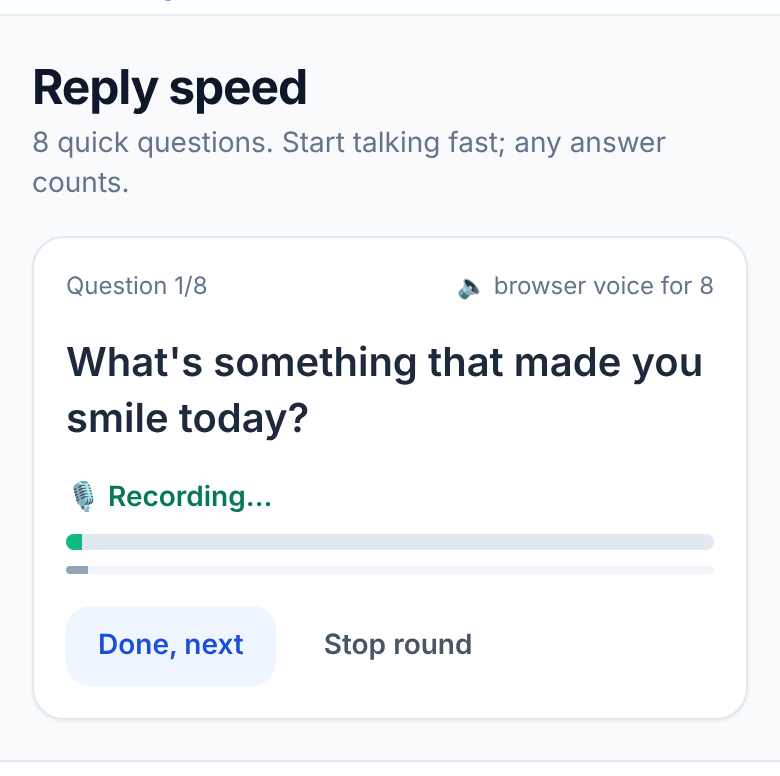 Reply speed
8 quick questions. Start talking fast; any answer
counts.
Question 1/8
🔈 browser voice for 8
What's something that made you
smile today?
🎙️ Recording...
Done, next
Stop round